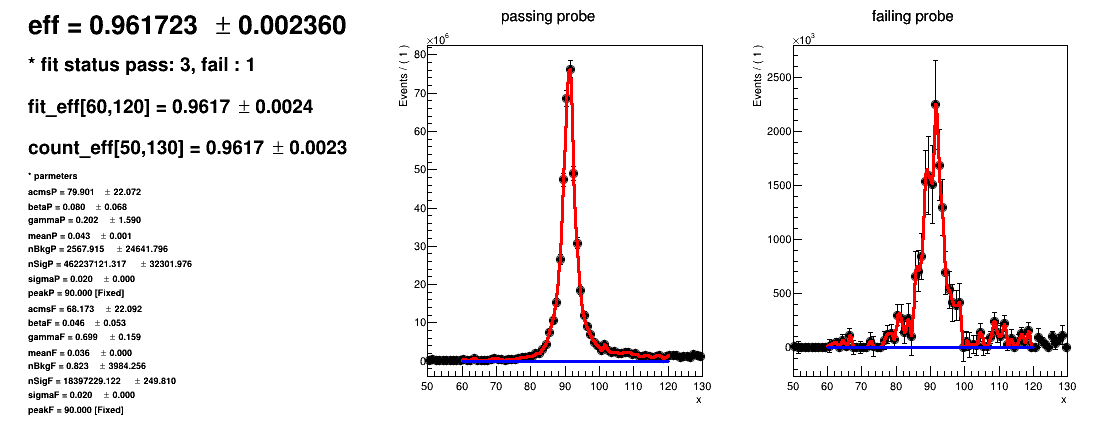 eff = 0.961723 ± 0.002360
* fit status pass: 3, fail : 1
fit_eff[60,120] = 0.9617 ± 0.0024
count_eff[50,130] = 0.9617 ± 0.0023
* parmeters
acmsP = 79.901 ± 22.072
betaP = 0.080 ± 0.068
gammaP = 0.202 ± 1.590
meanP = 0.043 ± 0.001
nBkgP = 2567.915 ± 24641.796
nSigP = 462237121.317 ± 32301.976
sigmaP = 0.020 ± 0.000
peakP = 90.000 [Fixed]
acmsF = 68.173 ± 22.092
betaF = 0.046 ± 0.053
gammaF = 0.699 ± 0.159
meanF = 0.036 ± 0.000
nBkgF = 0.823 ± 3984.256
nSigF = 18397229.122 ± 249.810
sigmaF = 0.020 ± 0.000
peakF = 90.000 [Fixed]
passing probe
×10⁶
Events / ( 1 )
80
70
60
50
40
30
20
10
0
50 60 70 80 90 100 110 120 130
x
failing probe
×10³
Events / ( 1 )
2500
2000
1500
1000
500
0
50 60 70 80 90 100 110 120 130
x